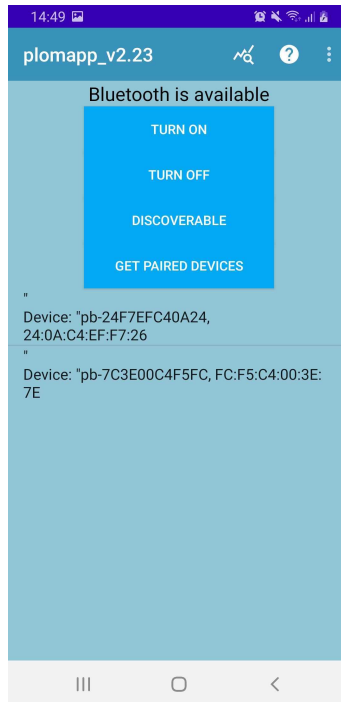 14:49
plomapp_v2.23
Bluetooth is available
TURN ON
TURN OFF
DISCOVERABLE
GET PAIRED DEVICES
"
Device: "pb-24F7EFC40A24,
24:0A:C4:EF:F7:26
"
Device: "pb-7C3E00C4F5FC, FC:F5:C4:00:3E:
7E